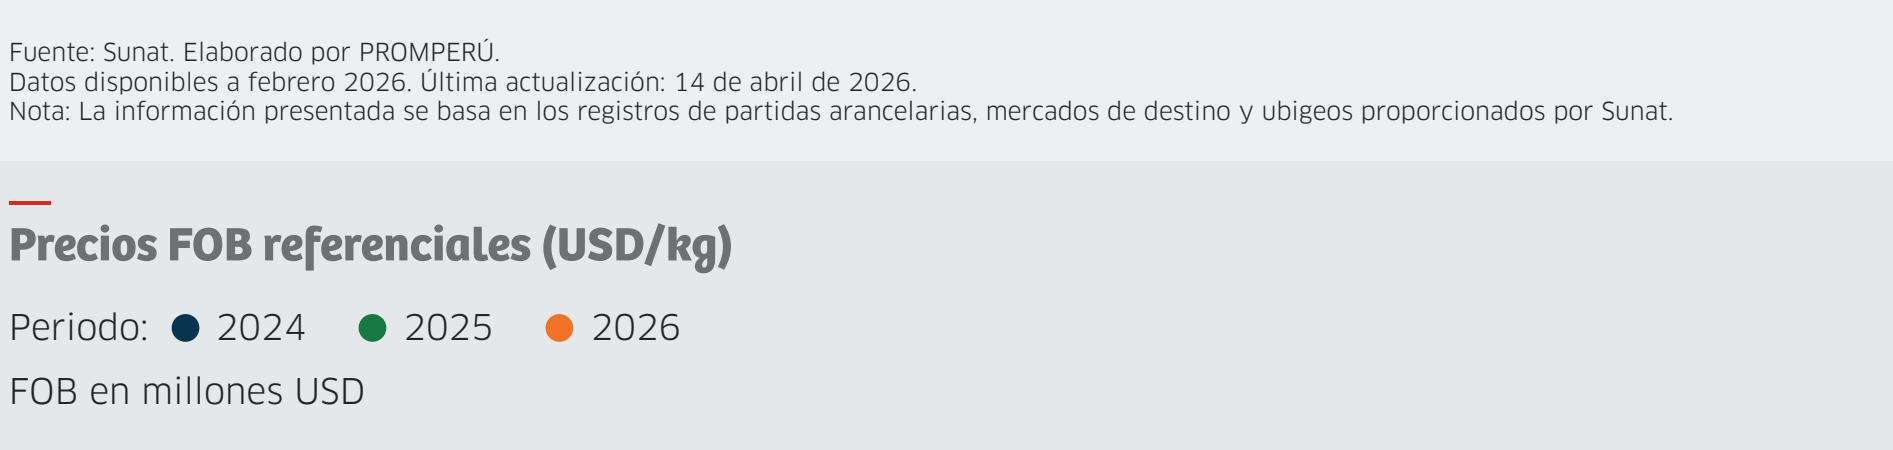 Fuente: Sunat. Elaborado por PROMPERÚ.
Datos disponibles a febrero 2026. Última actualización: 14 de abril de 2026.
Nota: La información presentada se basa en los registros de partidas arancelarias, mercados de destino y ubigeos proporcionados por Sunat.
Precios FOB referenciales (USD/kg)
Periodo: 2024 2025 2026
FOB en millones USD